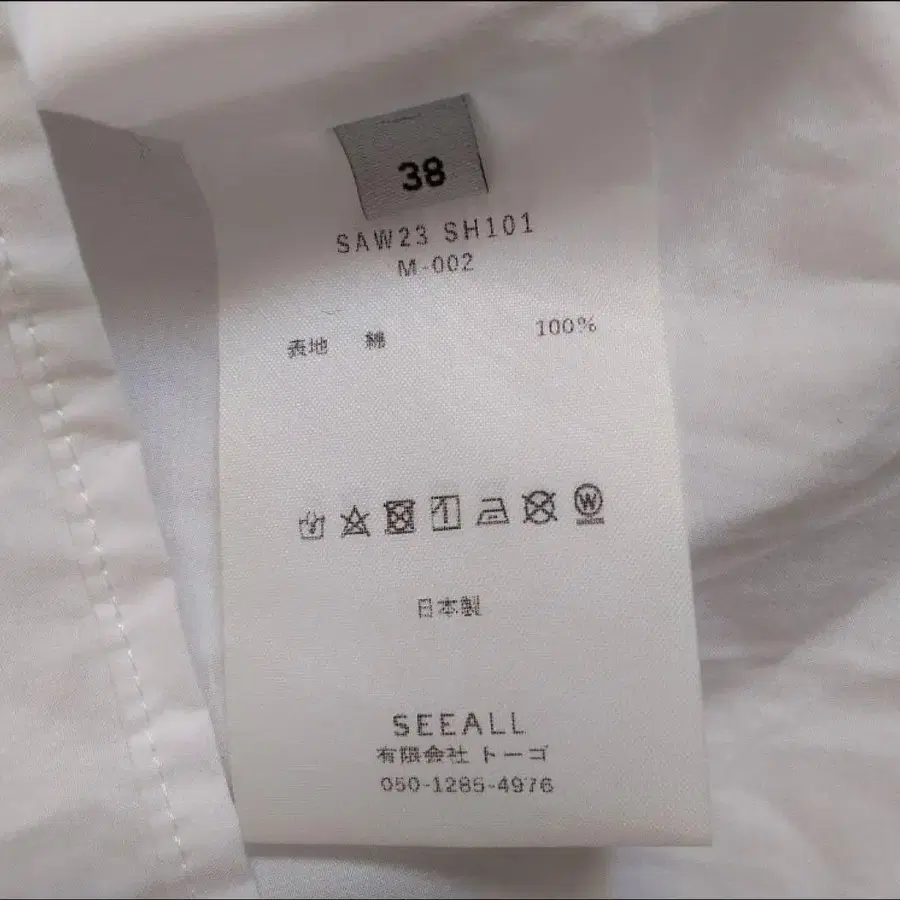 38
SAW23 SH101
M-002
表地 綿 100%
W
日本製
SEEALL
有限会社 トーゴ
050-1285-4976